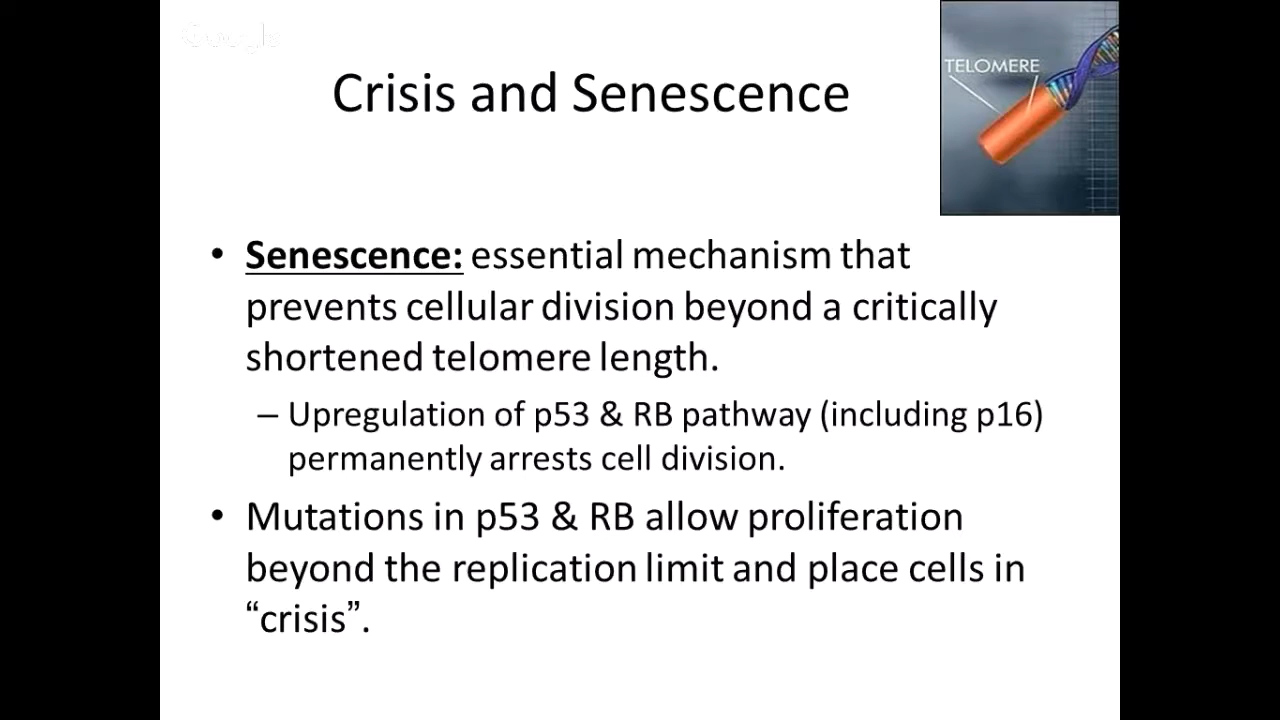 Google
TELOMERE
Crisis and Senescence
• Senescence: essential mechanism that
prevents cellular division beyond a critically
shortened telomere length.
– Upregulation of p53 & RB pathway (including p16)
permanently arrests cell division.
• Mutations in p53 & RB allow proliferation
beyond the replication limit and place cells in
“crisis”.